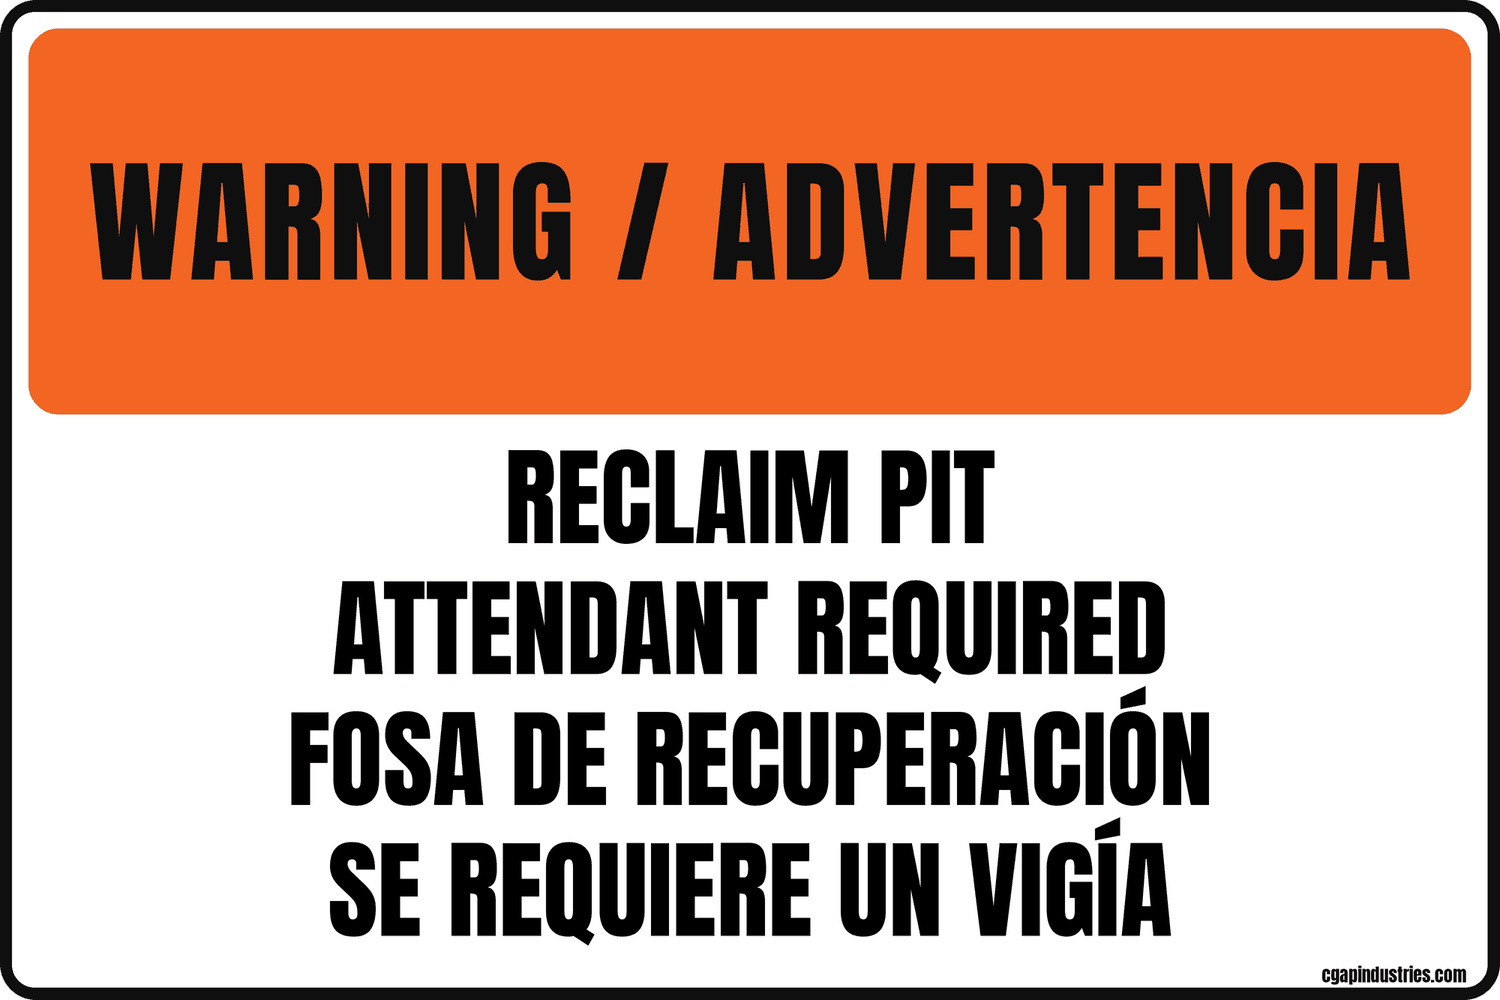 WARNING / ADVERTENCIA
RECLAIM PIT
ATTENDANT REQUIRED
FOSA DE RECUPERACIÓN
SE REQUIERE UN VIGÍA
cgapindustries.com